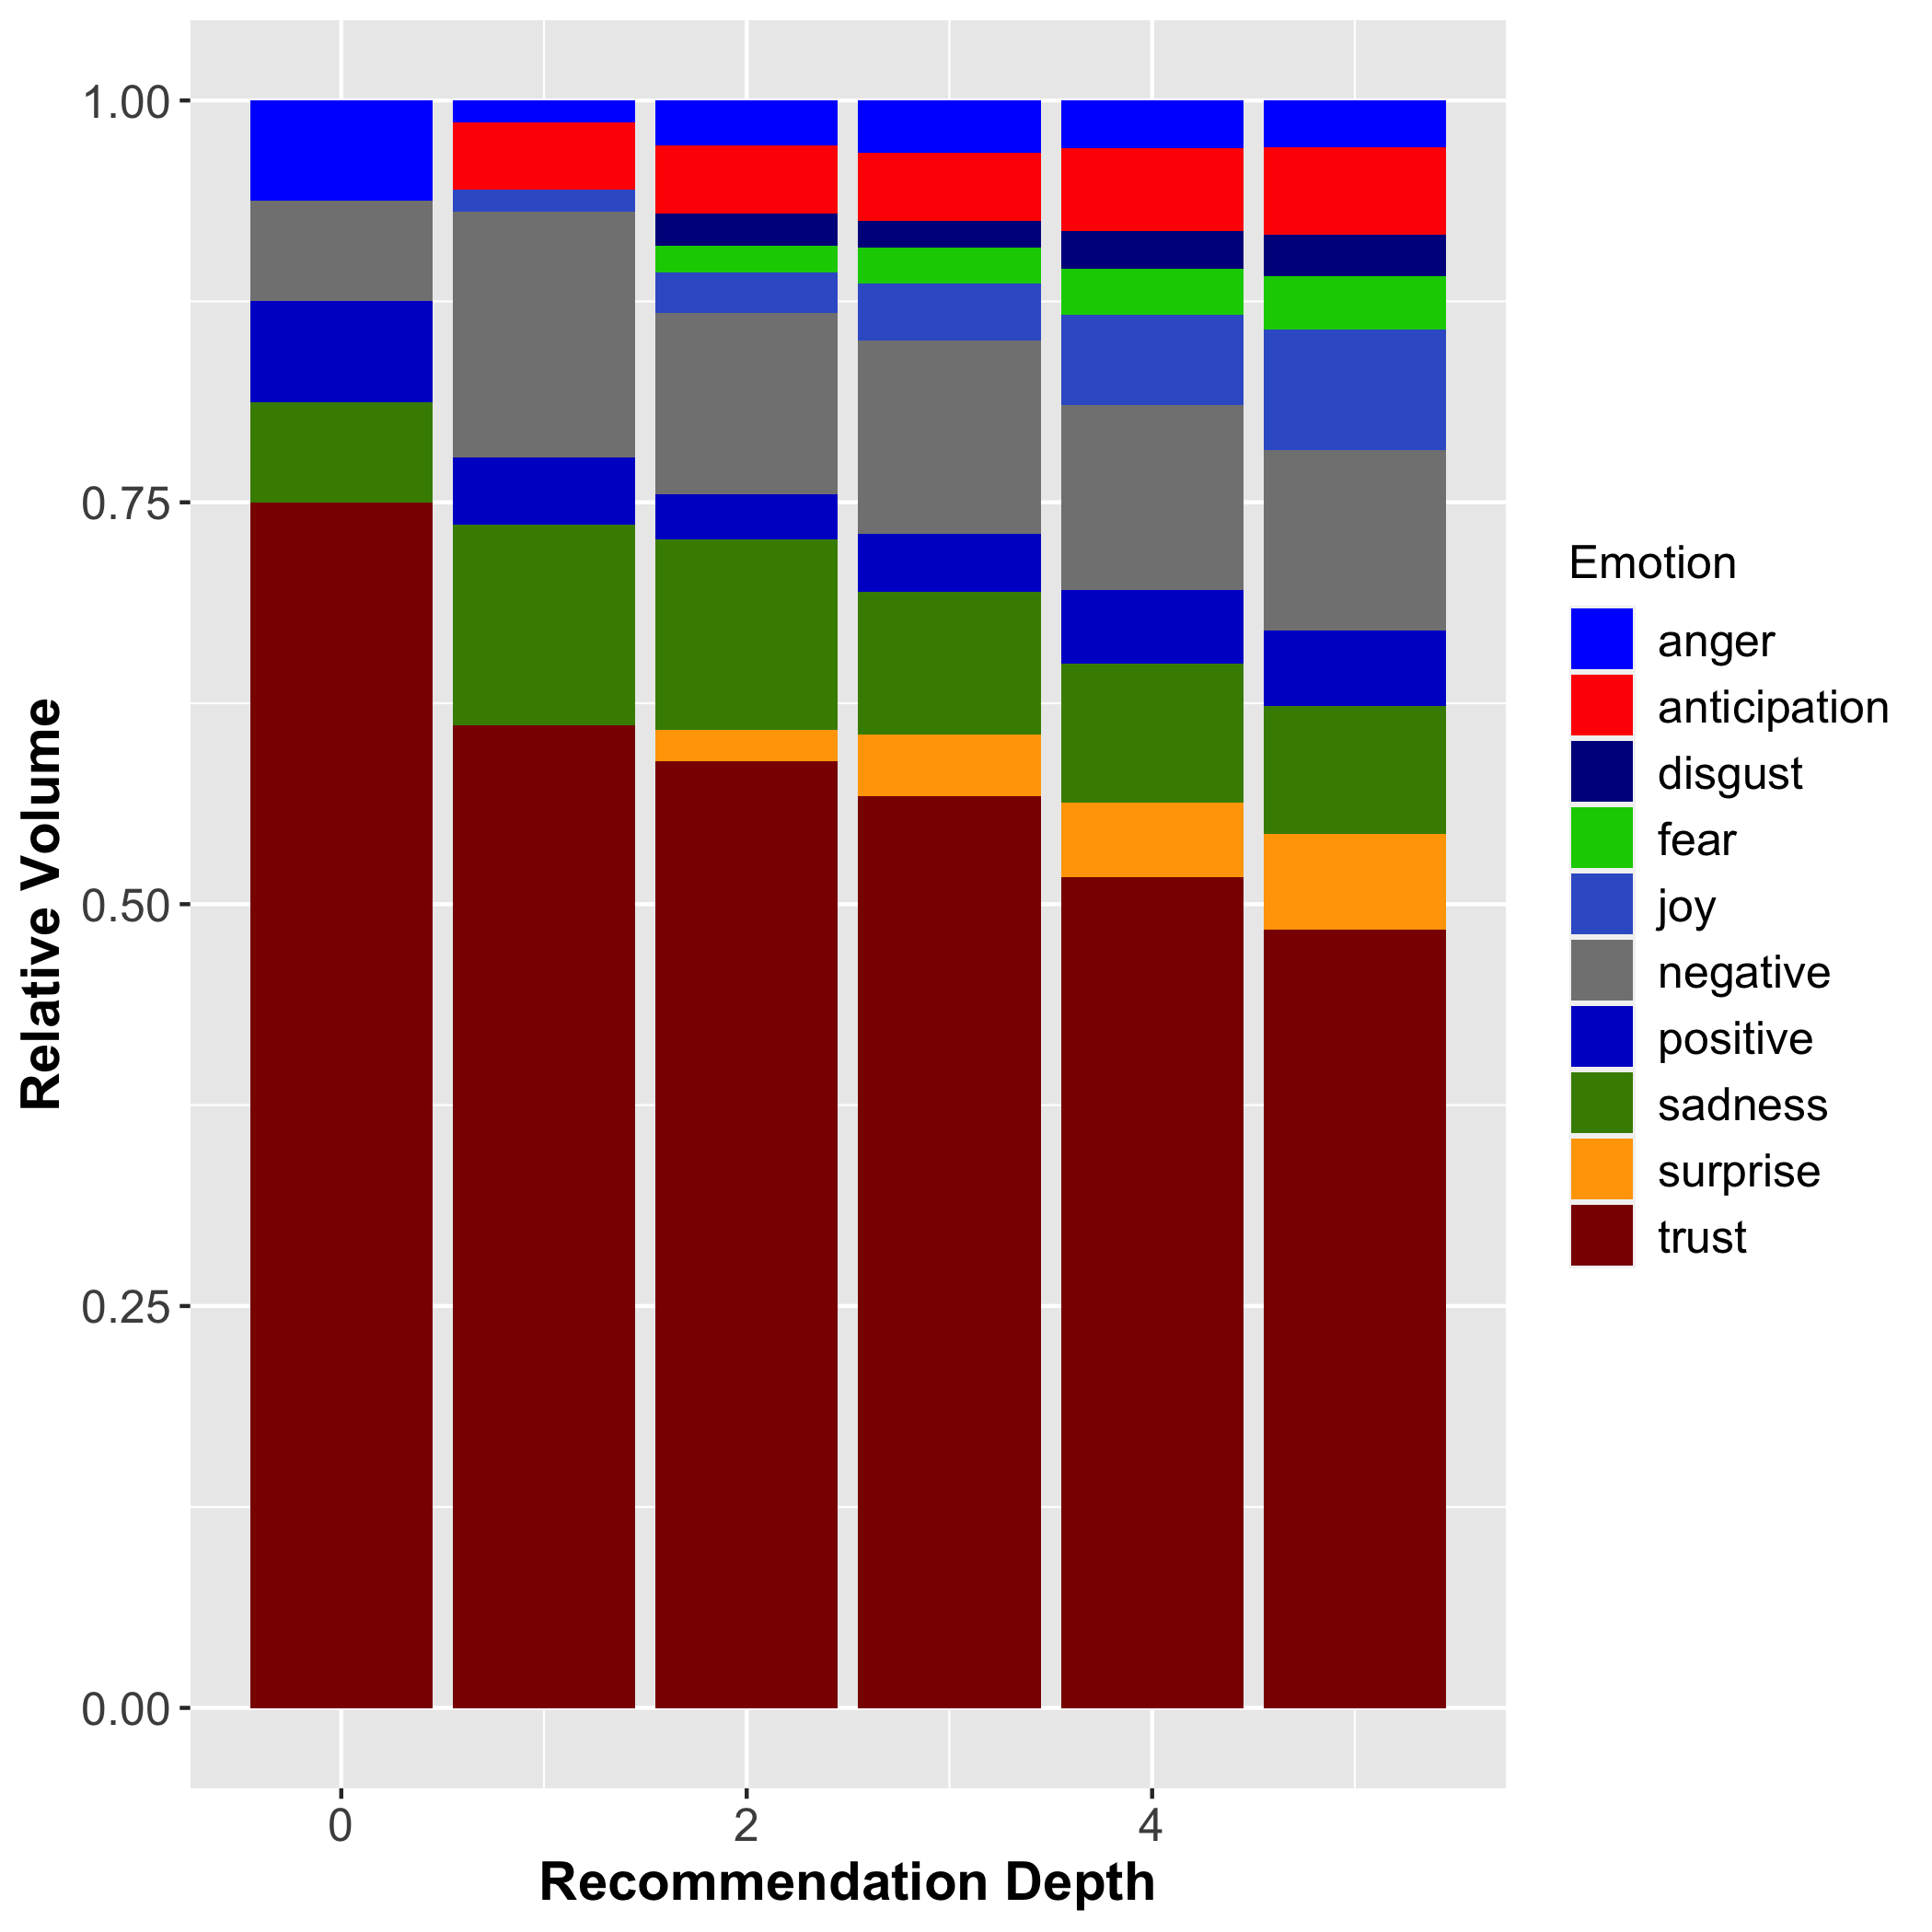 1.00
0.75
0.50
0.25
0.00
Relative Volume
0
2
4
Recommendation Depth
Emotion
anger
anticipation
disgust
fear
joy
negative
positive
sadness
surprise
trust